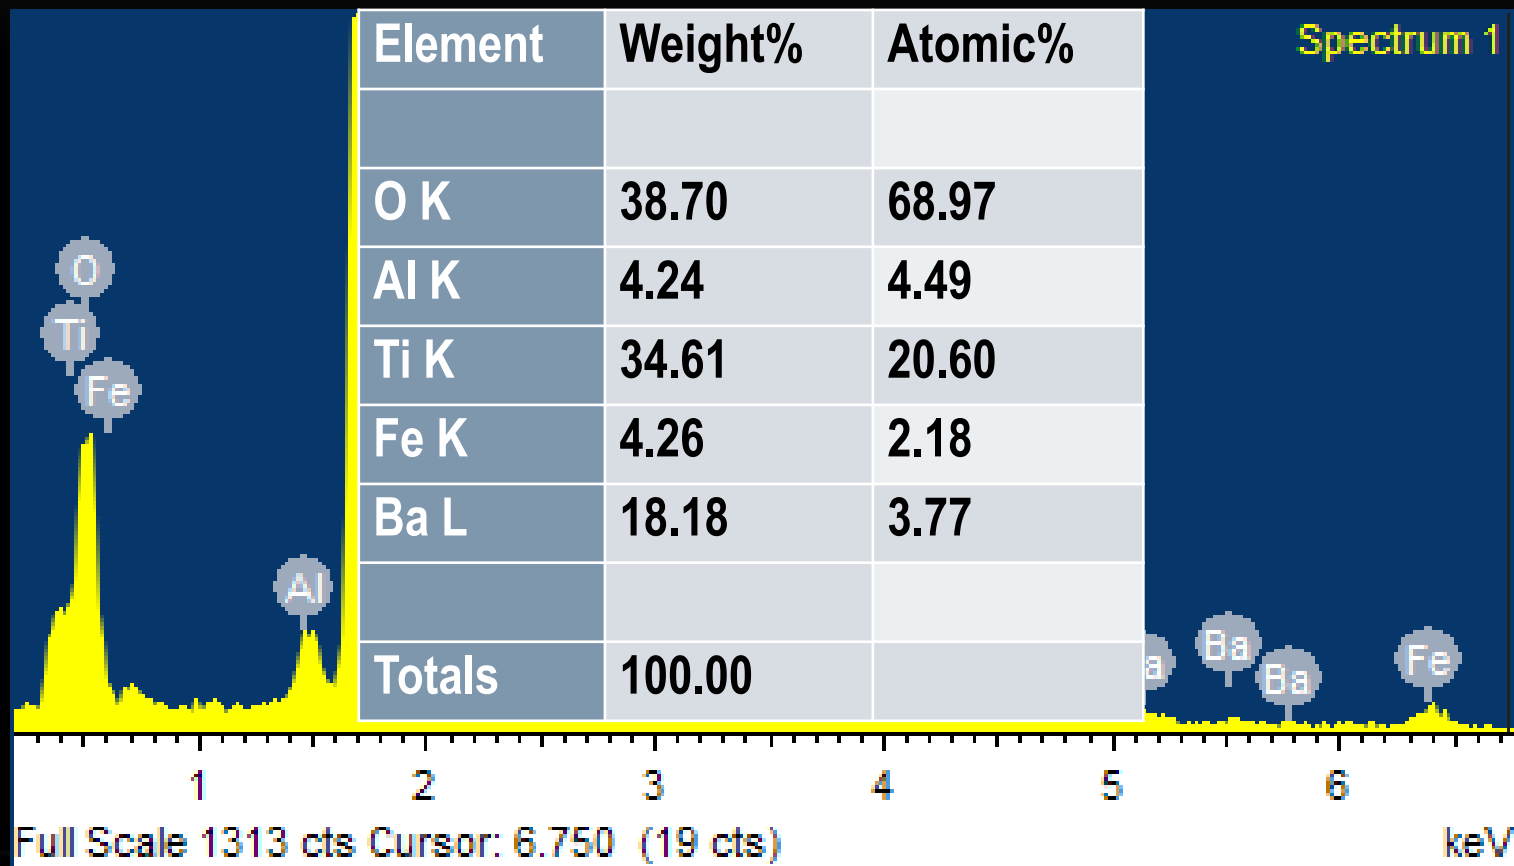 Element Weight% Atomic%
O K 38.70 68.97
Al K 4.24 4.49
Ti K 34.61 20.60
Fe K 4.26 2.18
Ba L 18.18 3.77
Totals 100.00
Spectrum 1
O
Ti
Fe
Al
a
Ba
Ba
Fe
1 2 3 4 5 6
Full Scale 1313 cts Cursor: 6.750 (19 cts) keV